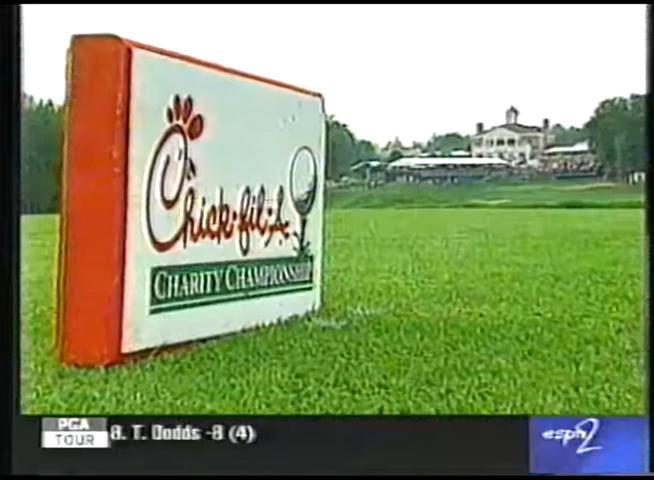 Chick-fil-A
CHARITY CHAMPIONSHIP
PGA
TOUR
8. T. Dodds -8 (4)
espn2